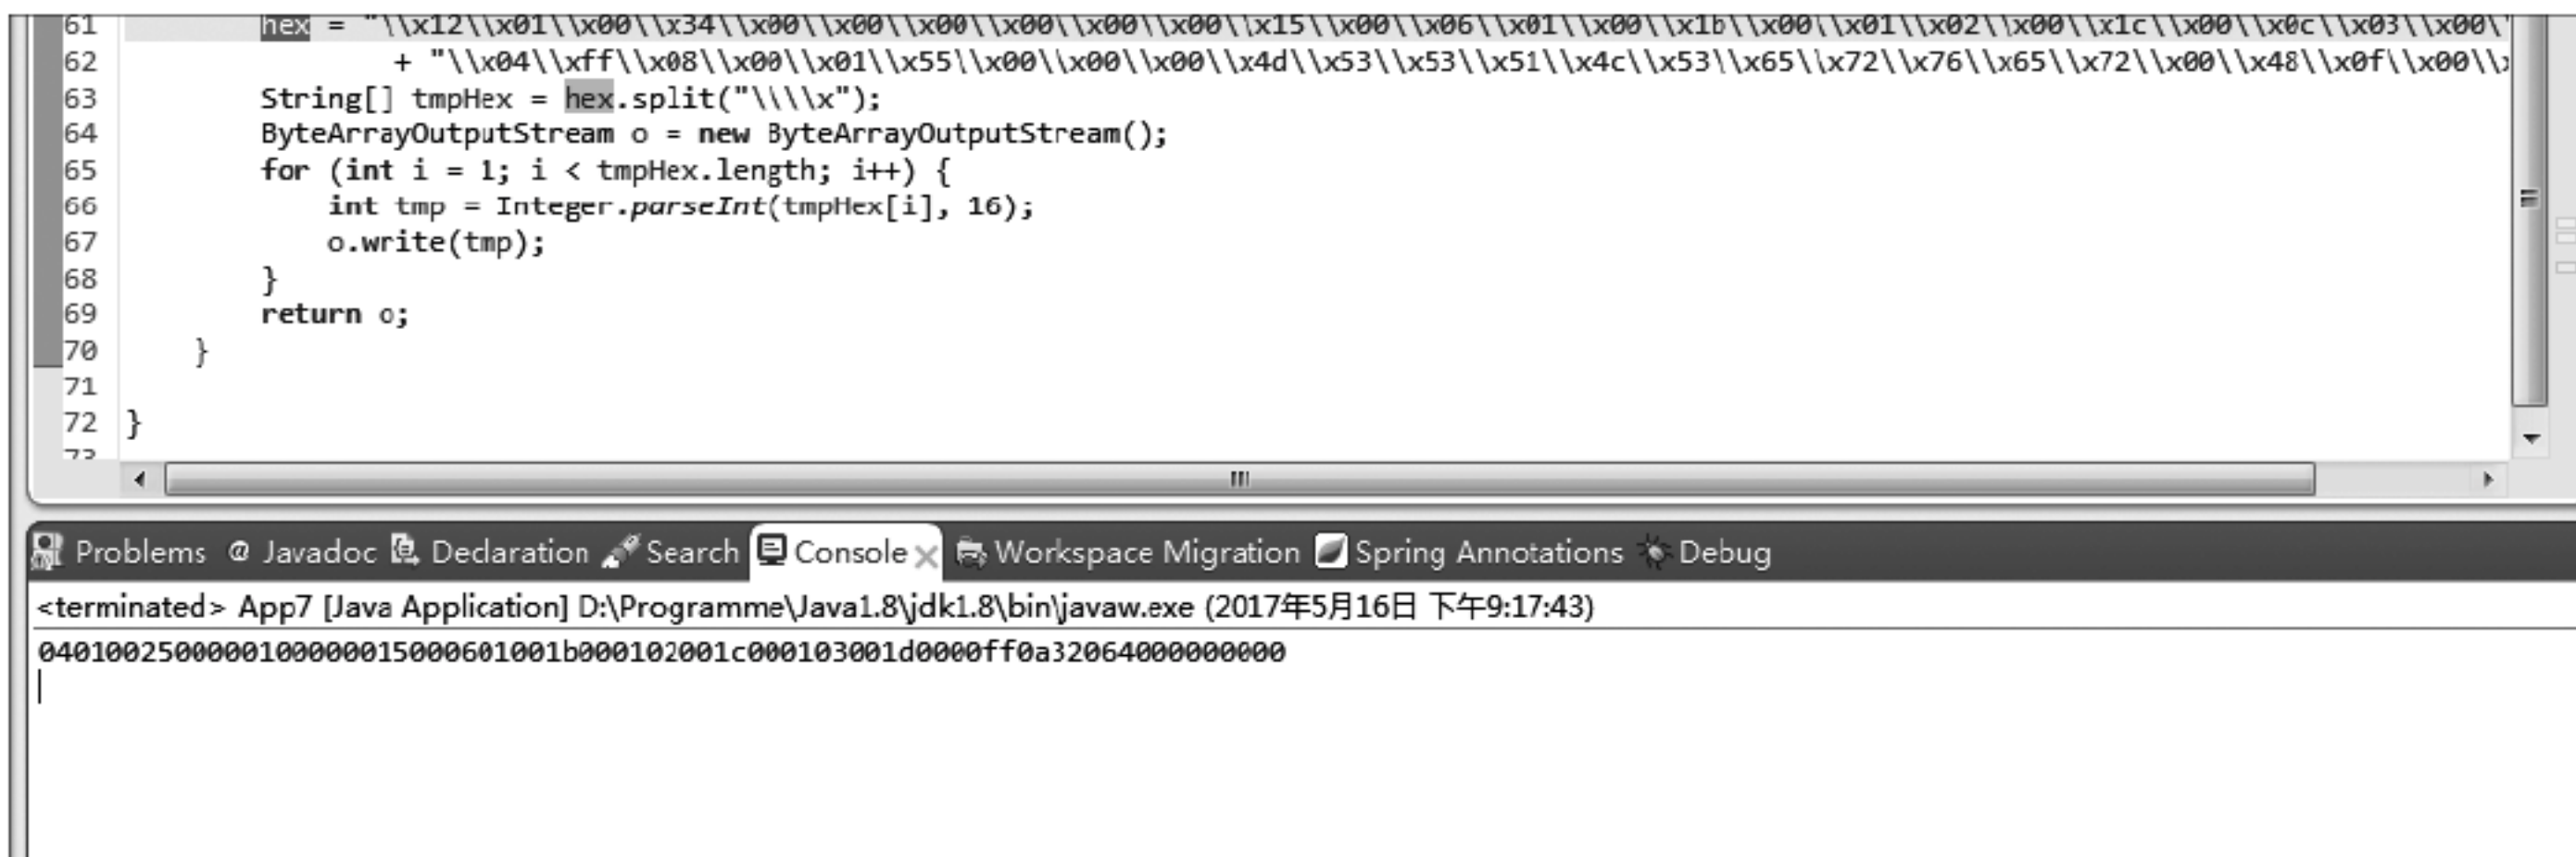 61 hex = "\\x12\\x01\\x00\\x34\\x00\\x00\\x00\\x00\\x00\\x00\\x00\\x15\\x00\\x06\\x01\\x00\\x1b\\x00\\x01\\x02\\x00\\x1c\\x00\\x0c\\x03\\x00\
62 + "\\x04\\xff\\x08\\x00\\x01\\x55\\x00\\x00\\x00\\x4d\\x53\\x53\\x51\\x4c\\x53\\x65\\x72\\x76\\x65\\x72\\x00\\x48\\x0f\\x00\\x
63 String[] tmpHex = hex.split("\\\\x");
64 ByteArrayOutputStream o = new ByteArrayOutputStream();
65 for (int i = 1; i < tmpHex.length; i++) {
66 int tmp = Integer.parseInt(tmpHex[i], 16);
67 o.write(tmp);
68 }
69 return o;
70 }
71
72 }
73
Problems @ Javadoc Declaration Search Console Workspace Migration Spring Annotations Debug
<terminated> App7 [Java Application] D:\Programme\Java1.8\jdk1.8\bin\javaw.exe (2017年5月16日 下午9:17:43)
0401002500000100000015000601001b000102001c000103001d0000ff0a32064000000000